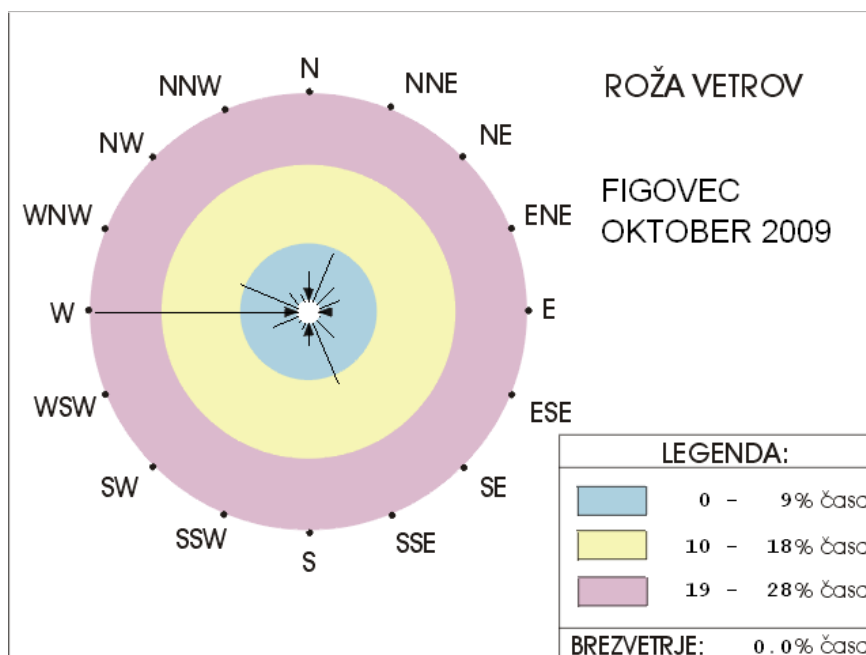 ROŽA VETROV
FIGOVEC
OKTOBER 2009
N
NNE
NE
ENE
E
ESE
SE
SSE
S
SSW
SW
WSW
W
WNW
NW
NNW
LEGENDA:
0 - 9% časa
10 - 18% časa
19 - 28% časa
BREZVETRJE: 0.0% časa